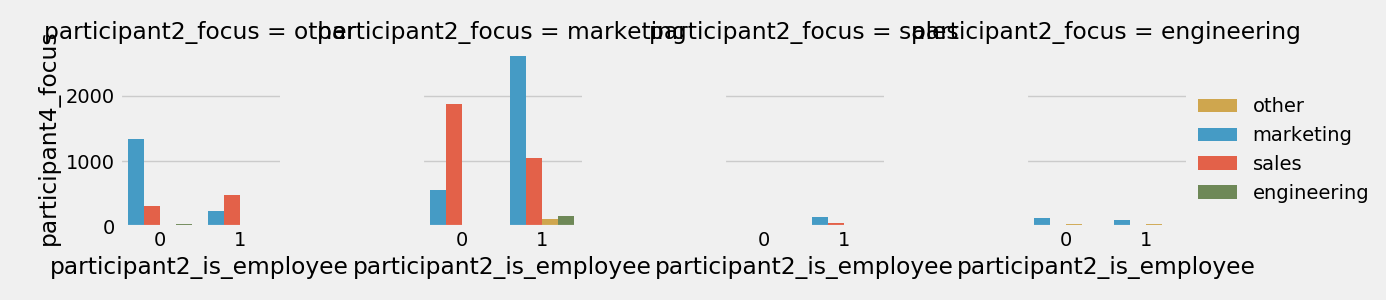 participant2_focus = other
participant2_focus = marketing
participant2_focus = sales
participant2_focus = engineering
participant4_focus
2000
1000
0
0 1
0 1
0 1
0 1
participant2_is_employee
participant2_is_employee
participant2_is_employee
participant2_is_employee
other
marketing
sales
engineering